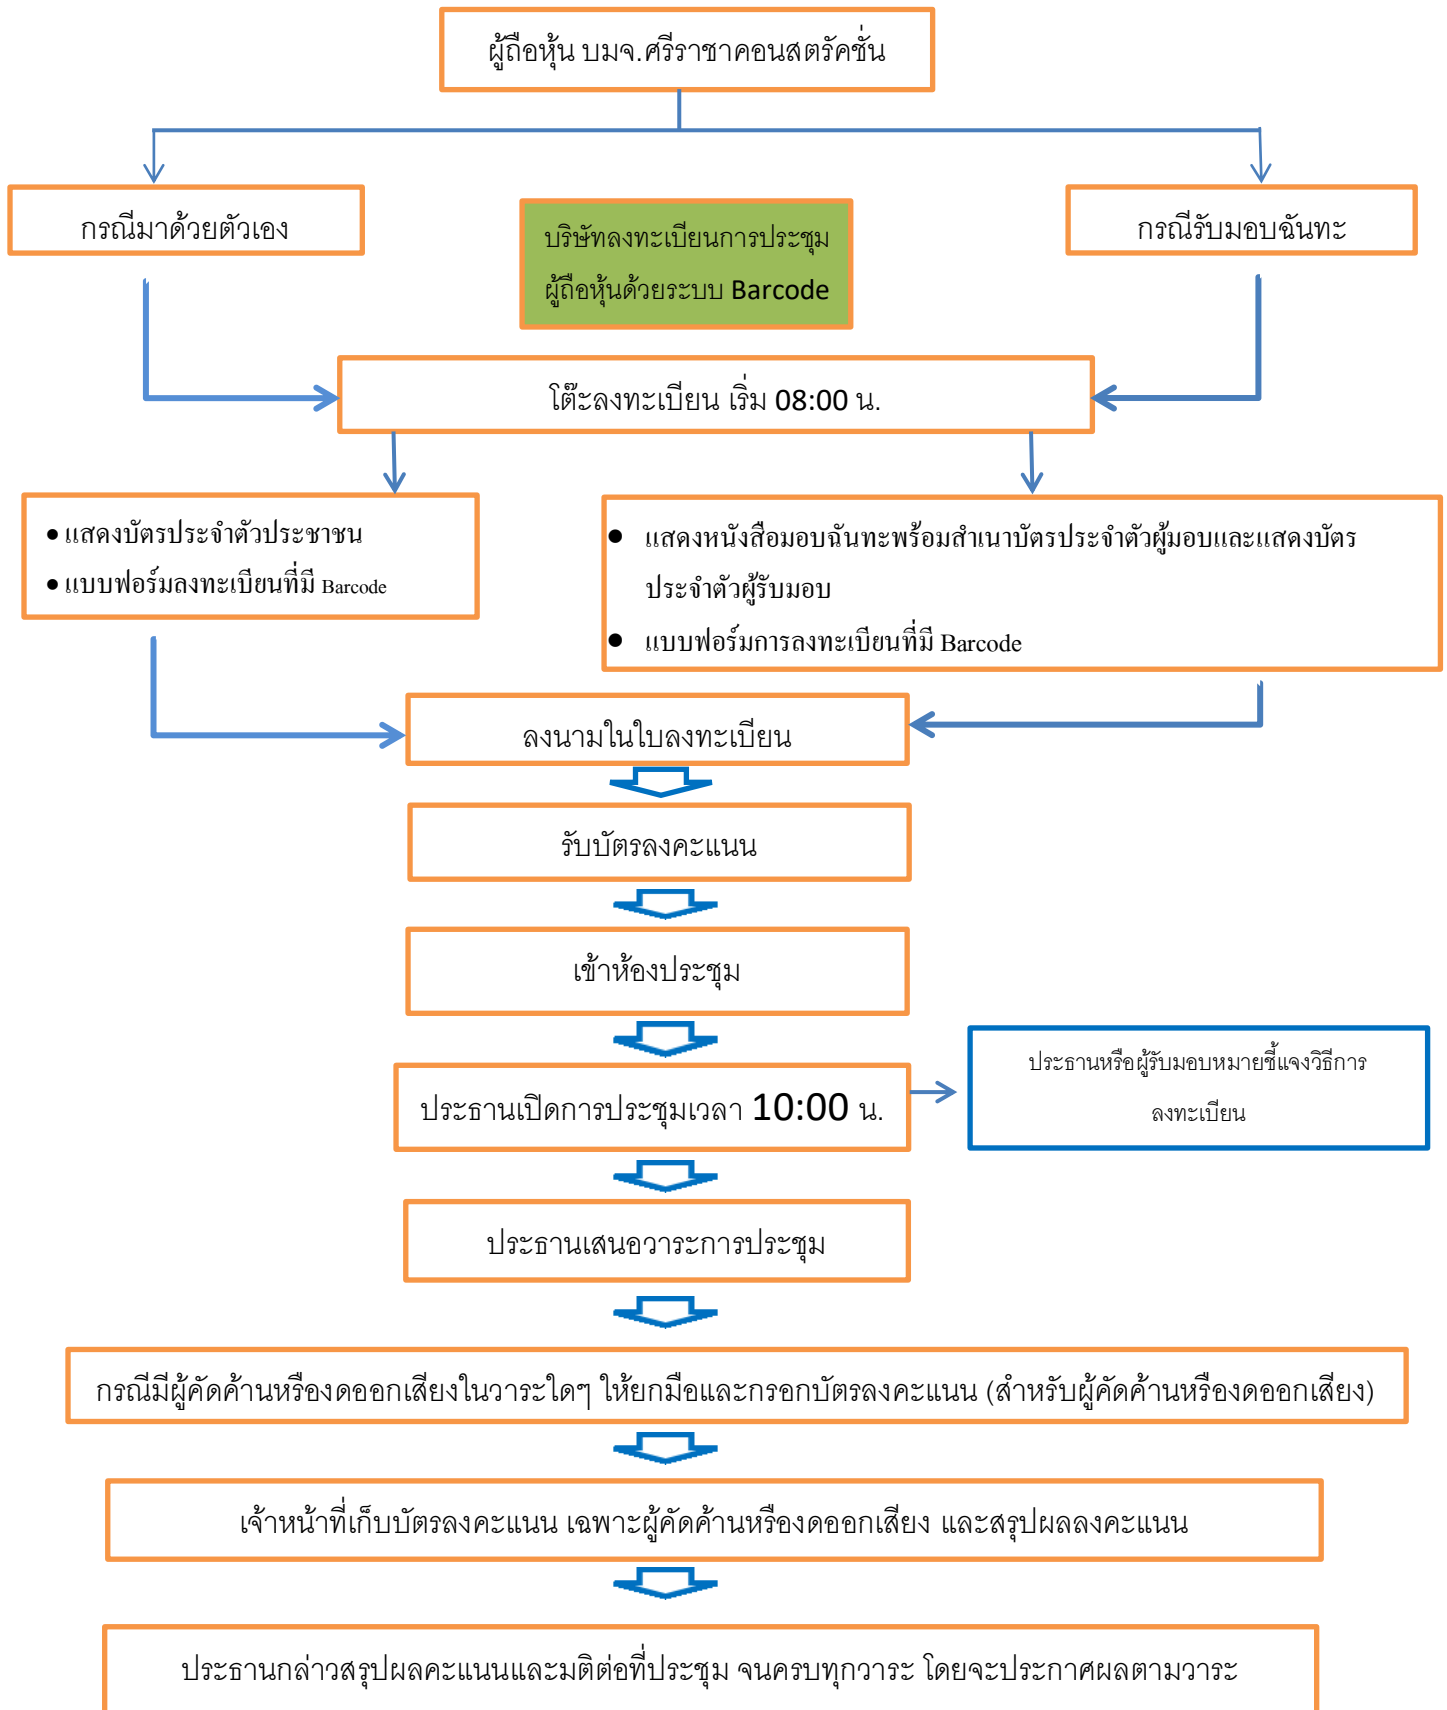 ผู้ถือหุ้น บมจ.ศรีราชาคอนสตรัคชั่น
กรณีมาด้วยตัวเอง
บริษัทลงทะเบียนการประชุม
ผู้ถือหุ้นด้วยระบบ Barcode
กรณีรับมอบฉันทะ
โต๊ะลงทะเบียน เริ่ม 08:00 น.
• แสดงบัตรประจำตัวประชาชน
• แบบฟอร์มลงทะเบียนที่มี Barcode
• แสดงหนังสือมอบฉันทะพร้อมสำเนาบัตรประจำตัวผู้มอบและแสดงบัตร
ประจำตัวผู้รับมอบ
• แบบฟอร์มการลงทะเบียนที่มี Barcode
ลงนามในใบลงทะเบียน
รับบัตรลงคะแนน
เข้าห้องประชุม
ประธานเปิดการประชุมเวลา 10:00 น.
ประธานหรือผู้รับมอบหมายชี้แจงวิธีการ
ลงทะเบียน
ประธานเสนอวาระการประชุม
กรณีมีผู้คัดค้านหรืองดออกเสียงในวาระใดๆ ให้ยกมือและกรอกบัตรลงคะแนน (สำหรับผู้คัดค้านหรืองดออกเสียง)
เจ้าหน้าที่เก็บบัตรลงคะแนน เฉพาะผู้คัดค้านหรืองดออกเสียง และสรุปผลลงคะแนน
ประธานกล่าวสรุปผลคะแนนและมติต่อที่ประชุม จนครบทุกวาระ โดยจะประกาศผลตามวาระ